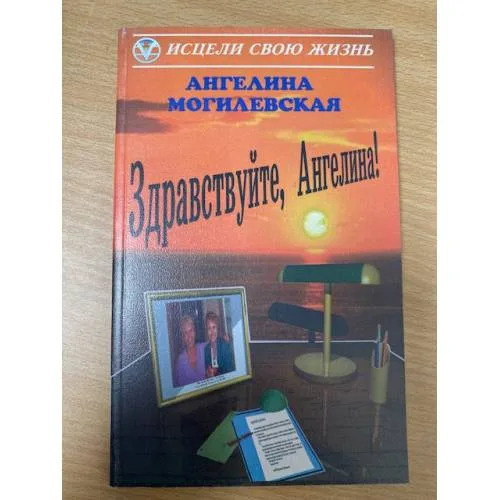 ИСЦЕЛИ СВОЮ ЖИЗНЬ
АНГЕЛИНА
МОГИЛЕВСКАЯ
Здравствуйте, Ангелина!